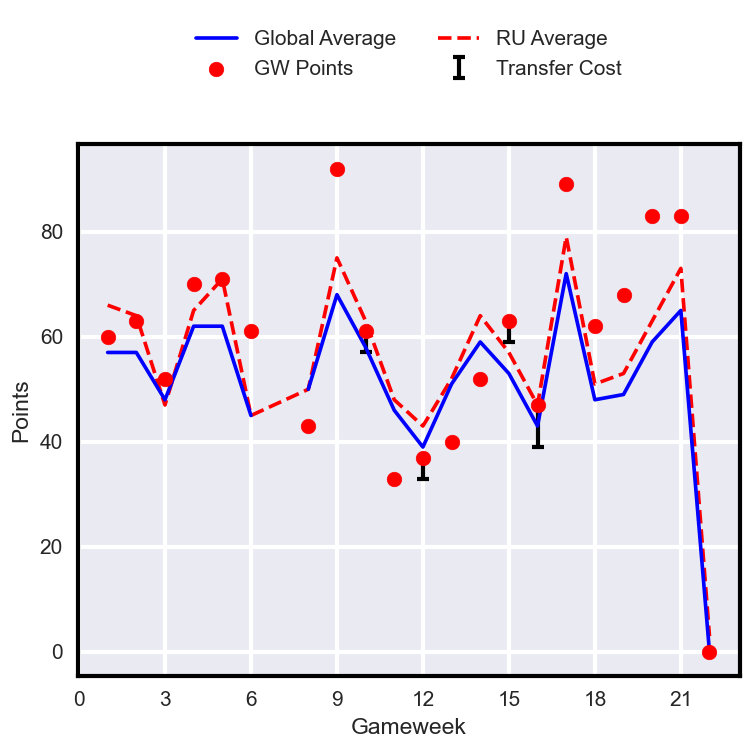 Global Average RU Average
GW Points Transfer Cost
80
60
40
20
0
Points
0 3 6 9 12 15 18 21
Gameweek